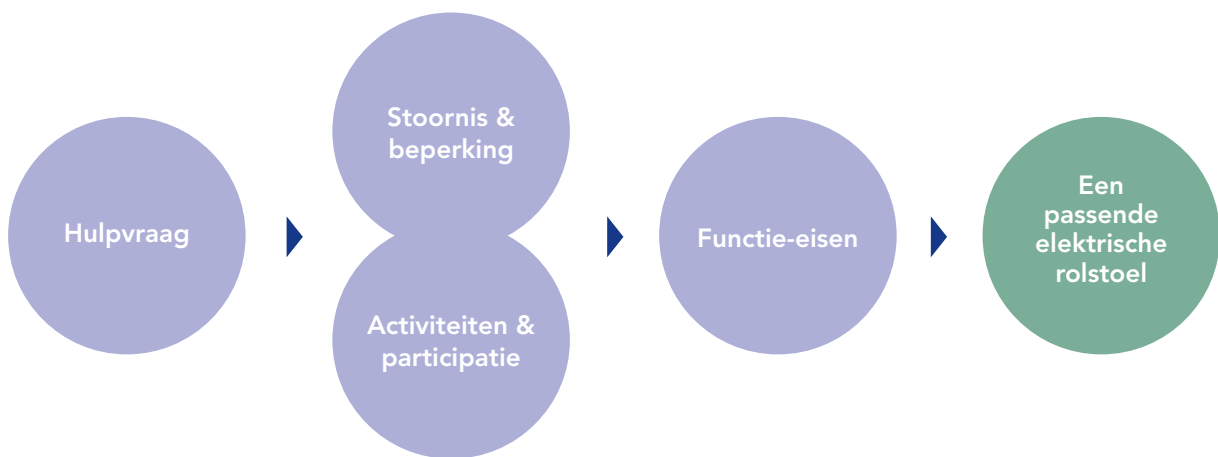 Hulpvraag
Stoornis &
beperking
Activiteiten &
participatie
Functie-eisen
Een
passende
elektrische
rolstoel